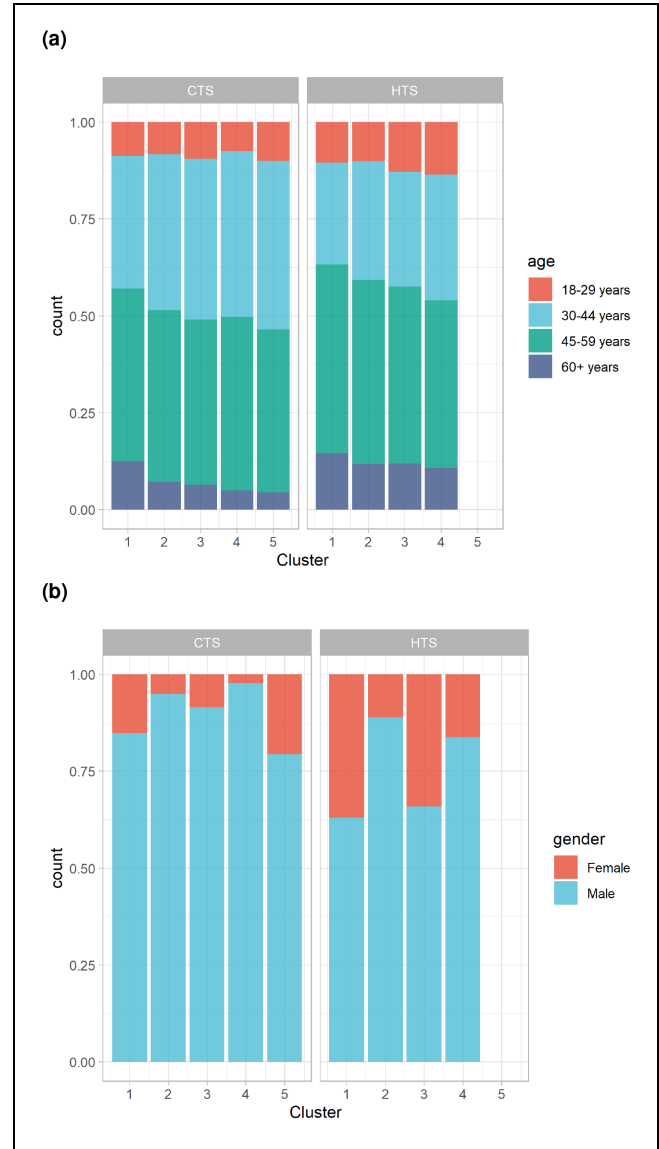 (a)
CTS HTS
1.00
0.75
0.50
0.25
0.00
count
1 2 3 4 5 1 2 3 4 5
Cluster
age
18-29 years
30-44 years
45-59 years
60+ years
(b)
CTS HTS
1.00
0.75
0.50
0.25
0.00
count
1 2 3 4 5 1 2 3 4 5
Cluster
gender
Female
Male